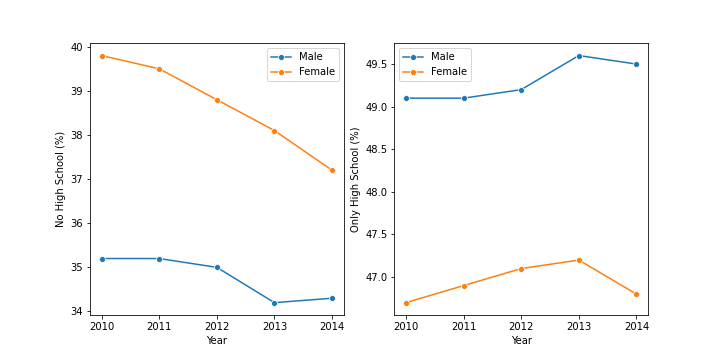 No High School (%)
40
39
38
37
36
35
34
Male
Female
2010 2011 2012 2013 2014
Year
Only High School (%)
49.5
49.0
48.5
48.0
47.5
47.0
Male
Female
2010 2011 2012 2013 2014
Year